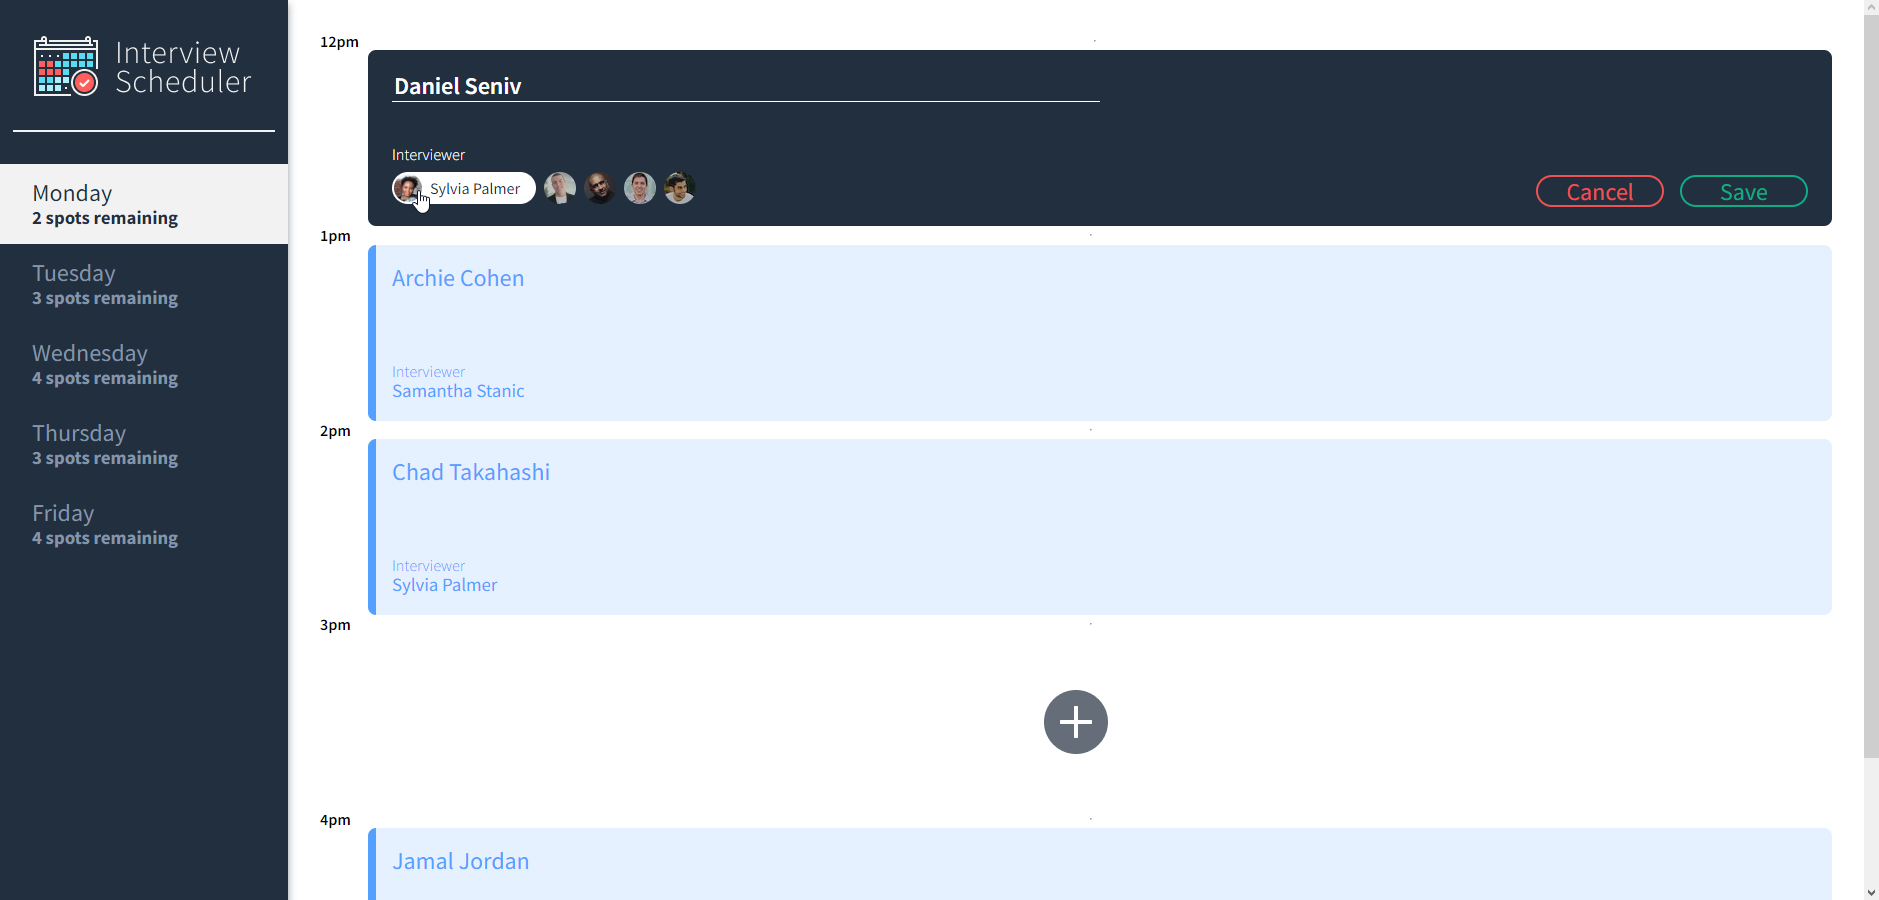 Interview
Scheduler
Monday
2 spots remaining
Tuesday
3 spots remaining
Wednesday
4 spots remaining
Thursday
3 spots remaining
Friday
4 spots remaining
12pm
Daniel Seniv
Interviewer
Sylvia Palmer
Cancel
Save
1pm
Archie Cohen
Interviewer
Samantha Stanic
2pm
Chad Takahashi
Interviewer
Sylvia Palmer
3pm
4pm
Jamal Jordan